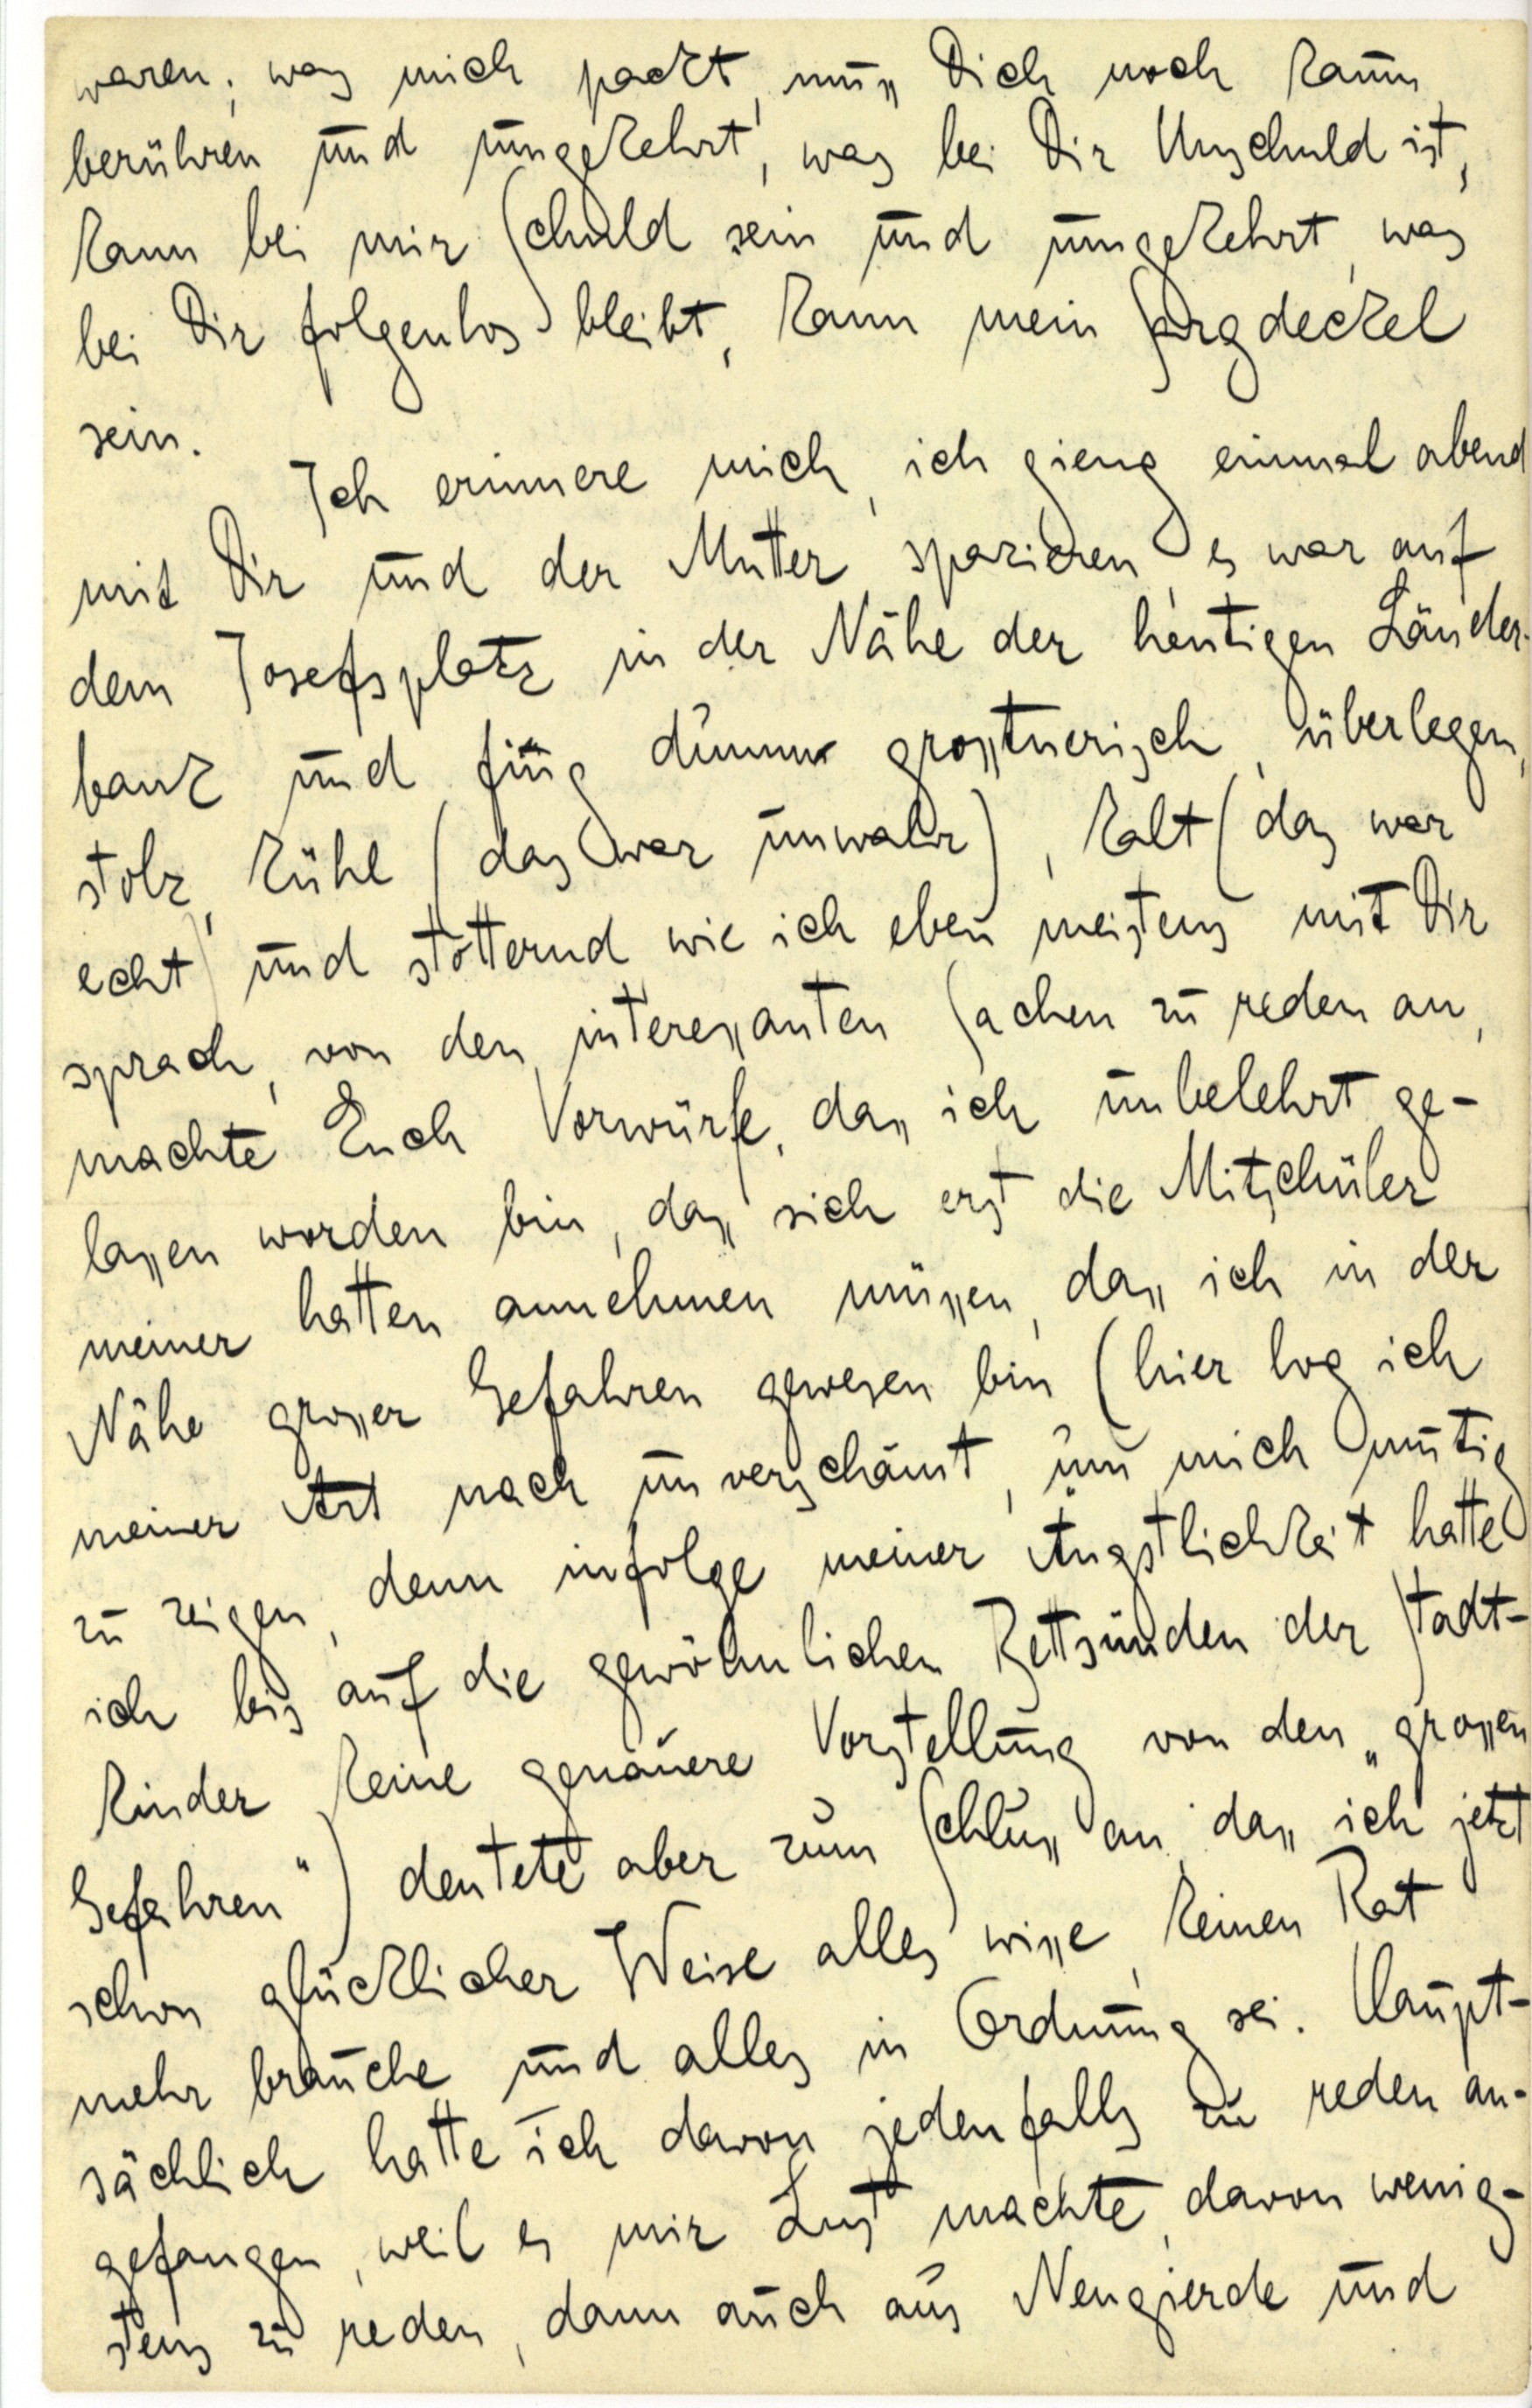 waren; was mich packt, muss Dich noch kaum
berühren und umgekehrt, was bei Dir Unschuld ist,
kann bei mir Schuld sein und umgekehrt, was
bei Dir folgenlos bleibt, kann mein Sargdeckel
sein.
Ich erinnere mich, ich gieng einmal abend
mit Dir und der Mutter spazieren, es war auf
dem Josefsplatz in der Nähe der heutigen Länder-
bank und fing dumm grosstuerisch, überlegen,
stolz, kühl (das war unwahr), kalt (das war
echt) und stotternd wie ich eben meistens mit Dir
sprach, von den interessanten Sachen zu reden an,
machte Euch Vorwürfe, dass ich unbelehrt ge-
lassen worden bin, dass sich erst die Mitschüler
meiner hatten annehmen müssen, dass ich in der
Nähe grosser Gefahren gewesen bin (hier log ich
meiner Art nach unverschämt, um mich mutig
zu zeigen, denn infolge meiner Ängstlichkeit hatte
ich bis auf die gewöhnlichen Bettsünden der Stadt-
kinder keine genauere Vorstellung von den „grossen
Gefahren“) deutete aber zum Schluss an, dass ich jetzt
schon glücklicher Weise alles wisse, keinen Rat
mehr brauche und alles in Ordnung sei. Haupt-
sächlich hatte ich davon jedenfalls zu reden an-
gefangen, weil es mir Lust machte, davon wenig-
stens zu reden, dann auch aus Neugierde und